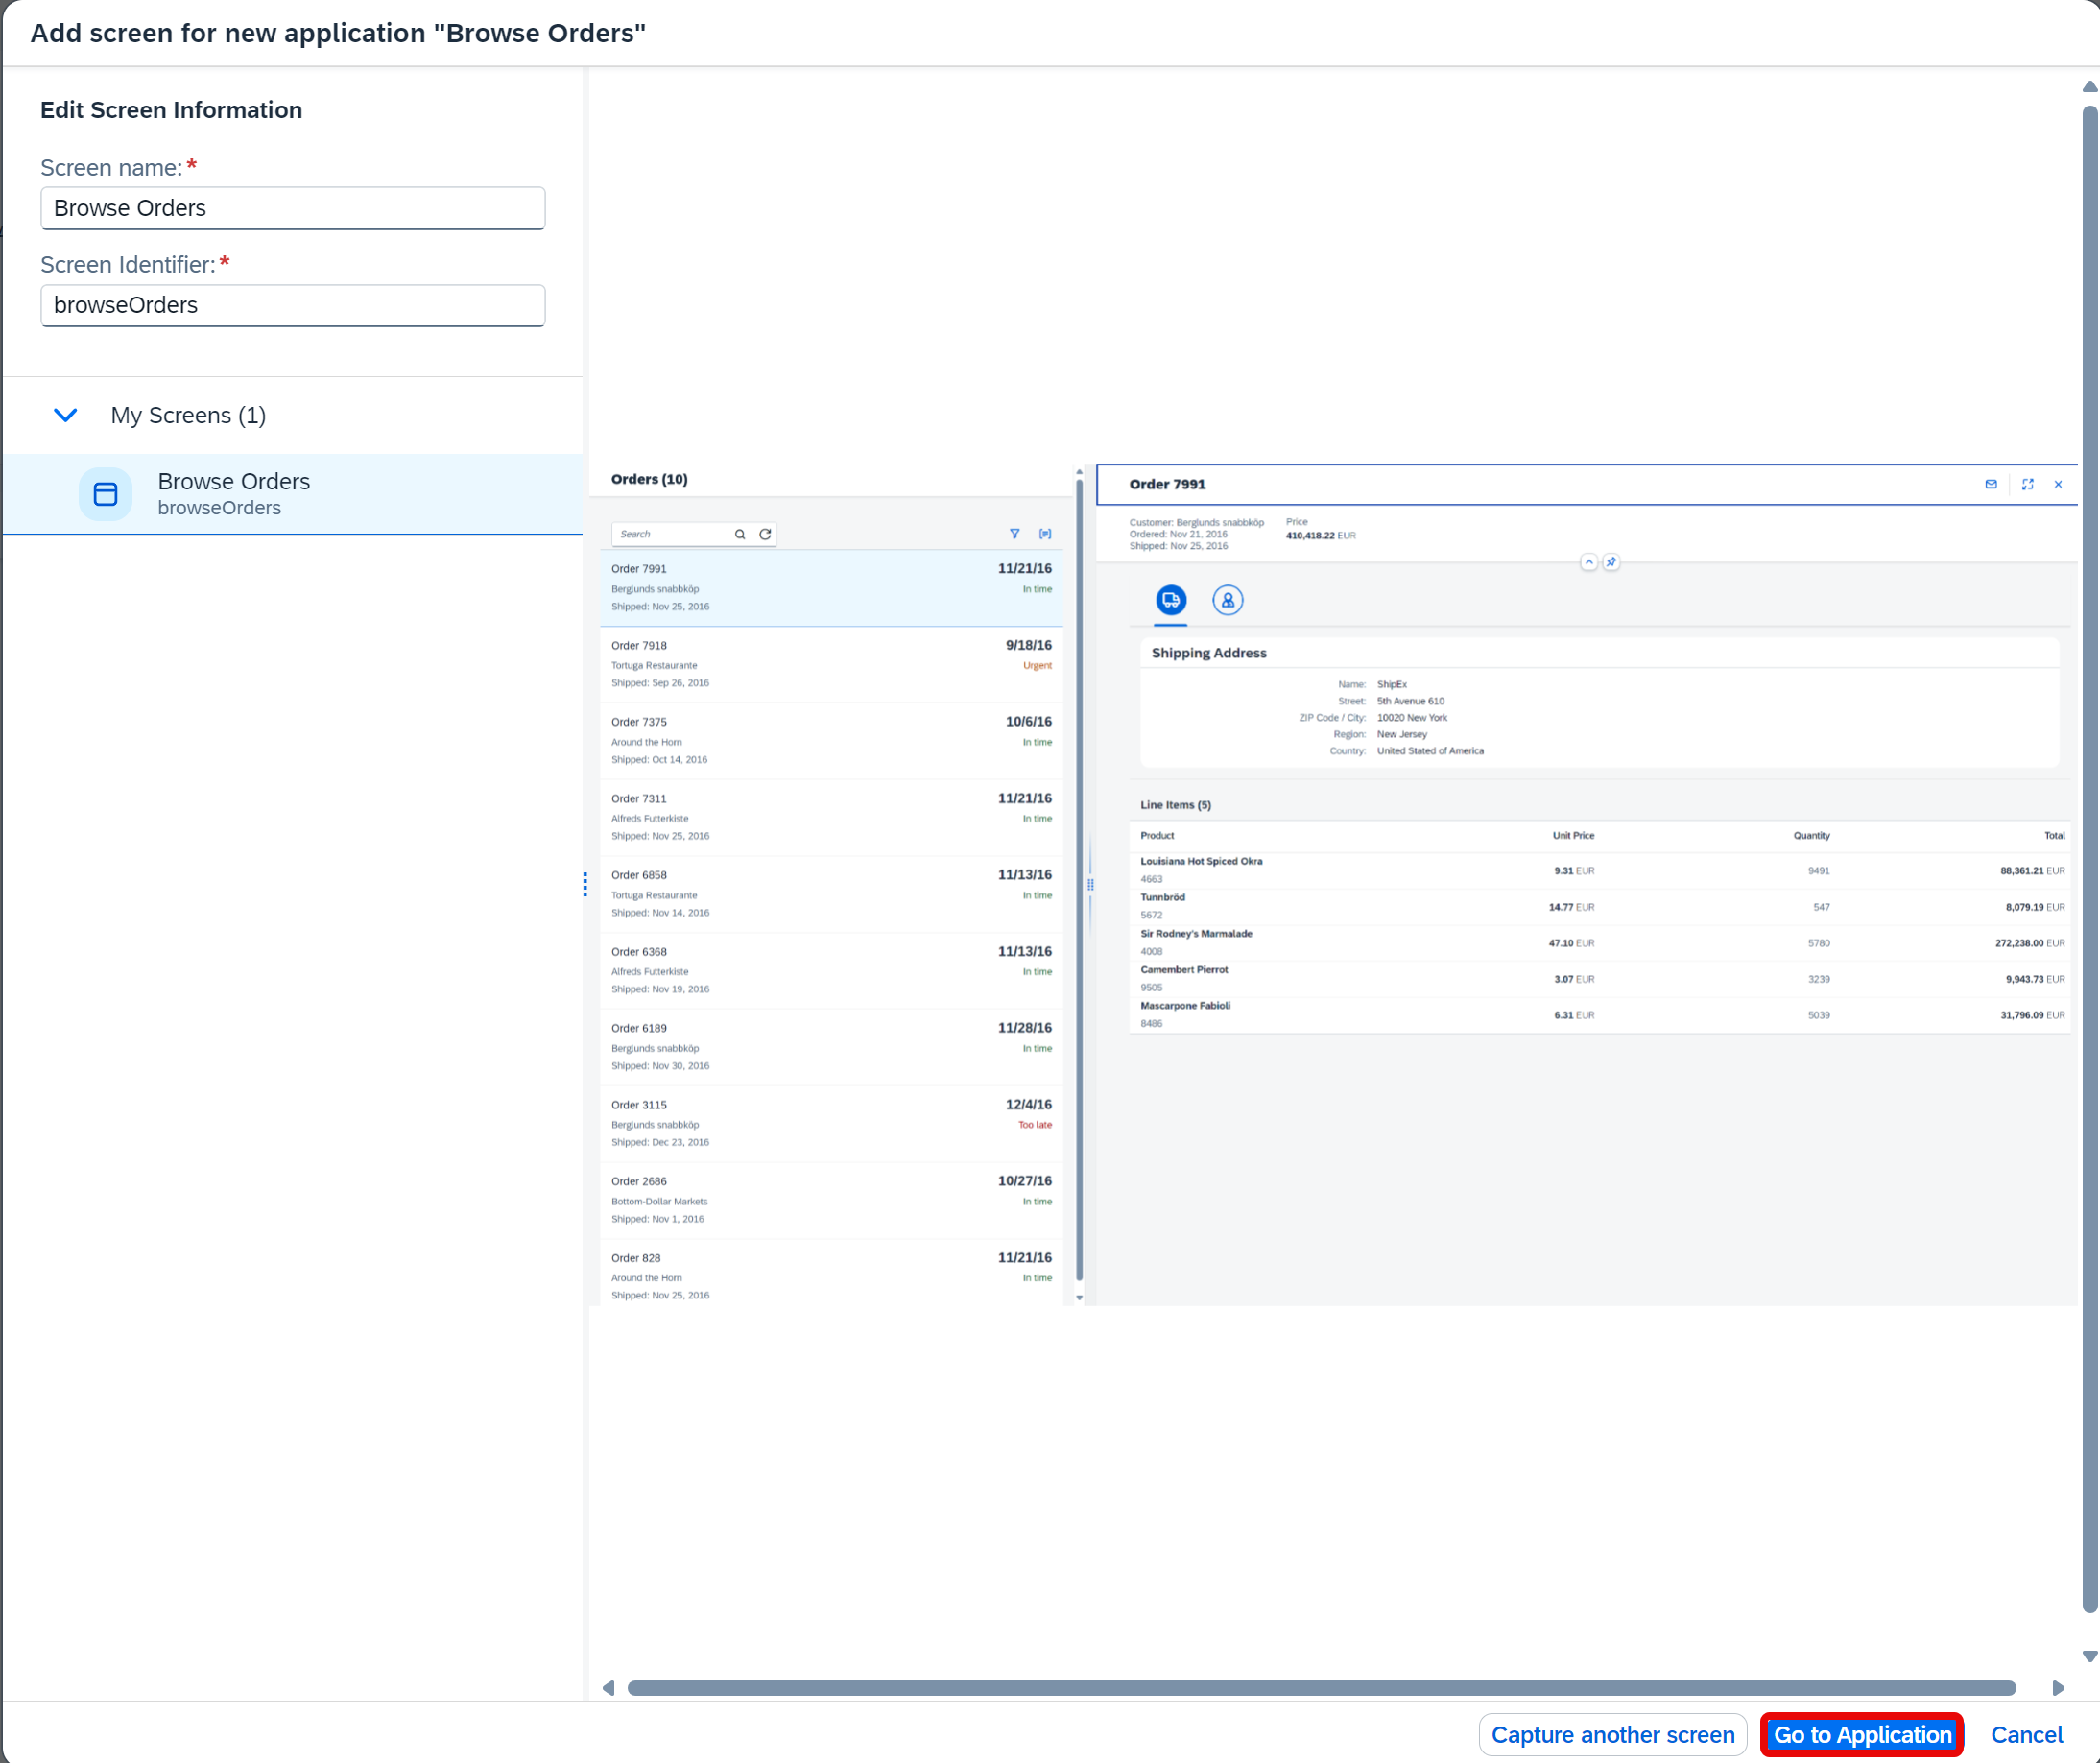 Add screen for new application "Browse Orders"
Edit Screen Information
Screen name:*
Browse Orders
Screen Identifier:*
browseOrders
My Screens (1)
Browse Orders
browseOrders
Orders (10)
Search
Order 7991 11/21/16
Berglunds snabbköp In time
Shipped: Nov 25, 2016
Order 7918 9/18/16
Tortuga Restaurante Urgent
Shipped: Sep 26, 2016
Order 7375 10/6/16
Around the Horn In time
Shipped: Oct 14, 2016
Order 7311 11/21/16
Alfreds Futterkiste In time
Shipped: Nov 25, 2016
Order 6858 11/13/16
Tortuga Restaurante In time
Shipped: Nov 14, 2016
Order 6368 11/13/16
Alfreds Futterkiste In time
Shipped: Nov 19, 2016
Order 6189 11/28/16
Berglunds snabbköp In time
Shipped: Nov 30, 2016
Order 3115 12/4/16
Berglunds snabbköp Too late
Shipped: Dec 23, 2016
Order 2686 10/27/16
Bottom-Dollar Markets In time
Shipped: Nov 1, 2016
Order 828 11/21/16
Around the Horn In time
Shipped: Nov 25, 2016
Order 7991
Customer: Berglunds snabbköp Price
Ordered: Nov 21, 2016 410,418.22 EUR
Shipped: Nov 25, 2016
Shipping Address
Name: ShipEx
Street: 5th Avenue 610
ZIP Code / City: 10020 New York
Region: New Jersey
Country: United Stated of America
Line Items (5)
Product Unit Price Quantity Total
Louisiana Hot Spiced Okra
4663 9.31 EUR 9491 88,361.21 EUR
Tunnbröd
5672 14.77 EUR 547 8,079.19 EUR
Sir Rodney's Marmalade
4008 47.10 EUR 5780 272,238.00 EUR
Camembert Pierrot
9505 3.07 EUR 3239 9,943.73 EUR
Mascarpone Fabioli
8486 6.31 EUR 5039 31,796.09 EUR
Capture another screen Go to Application Cancel